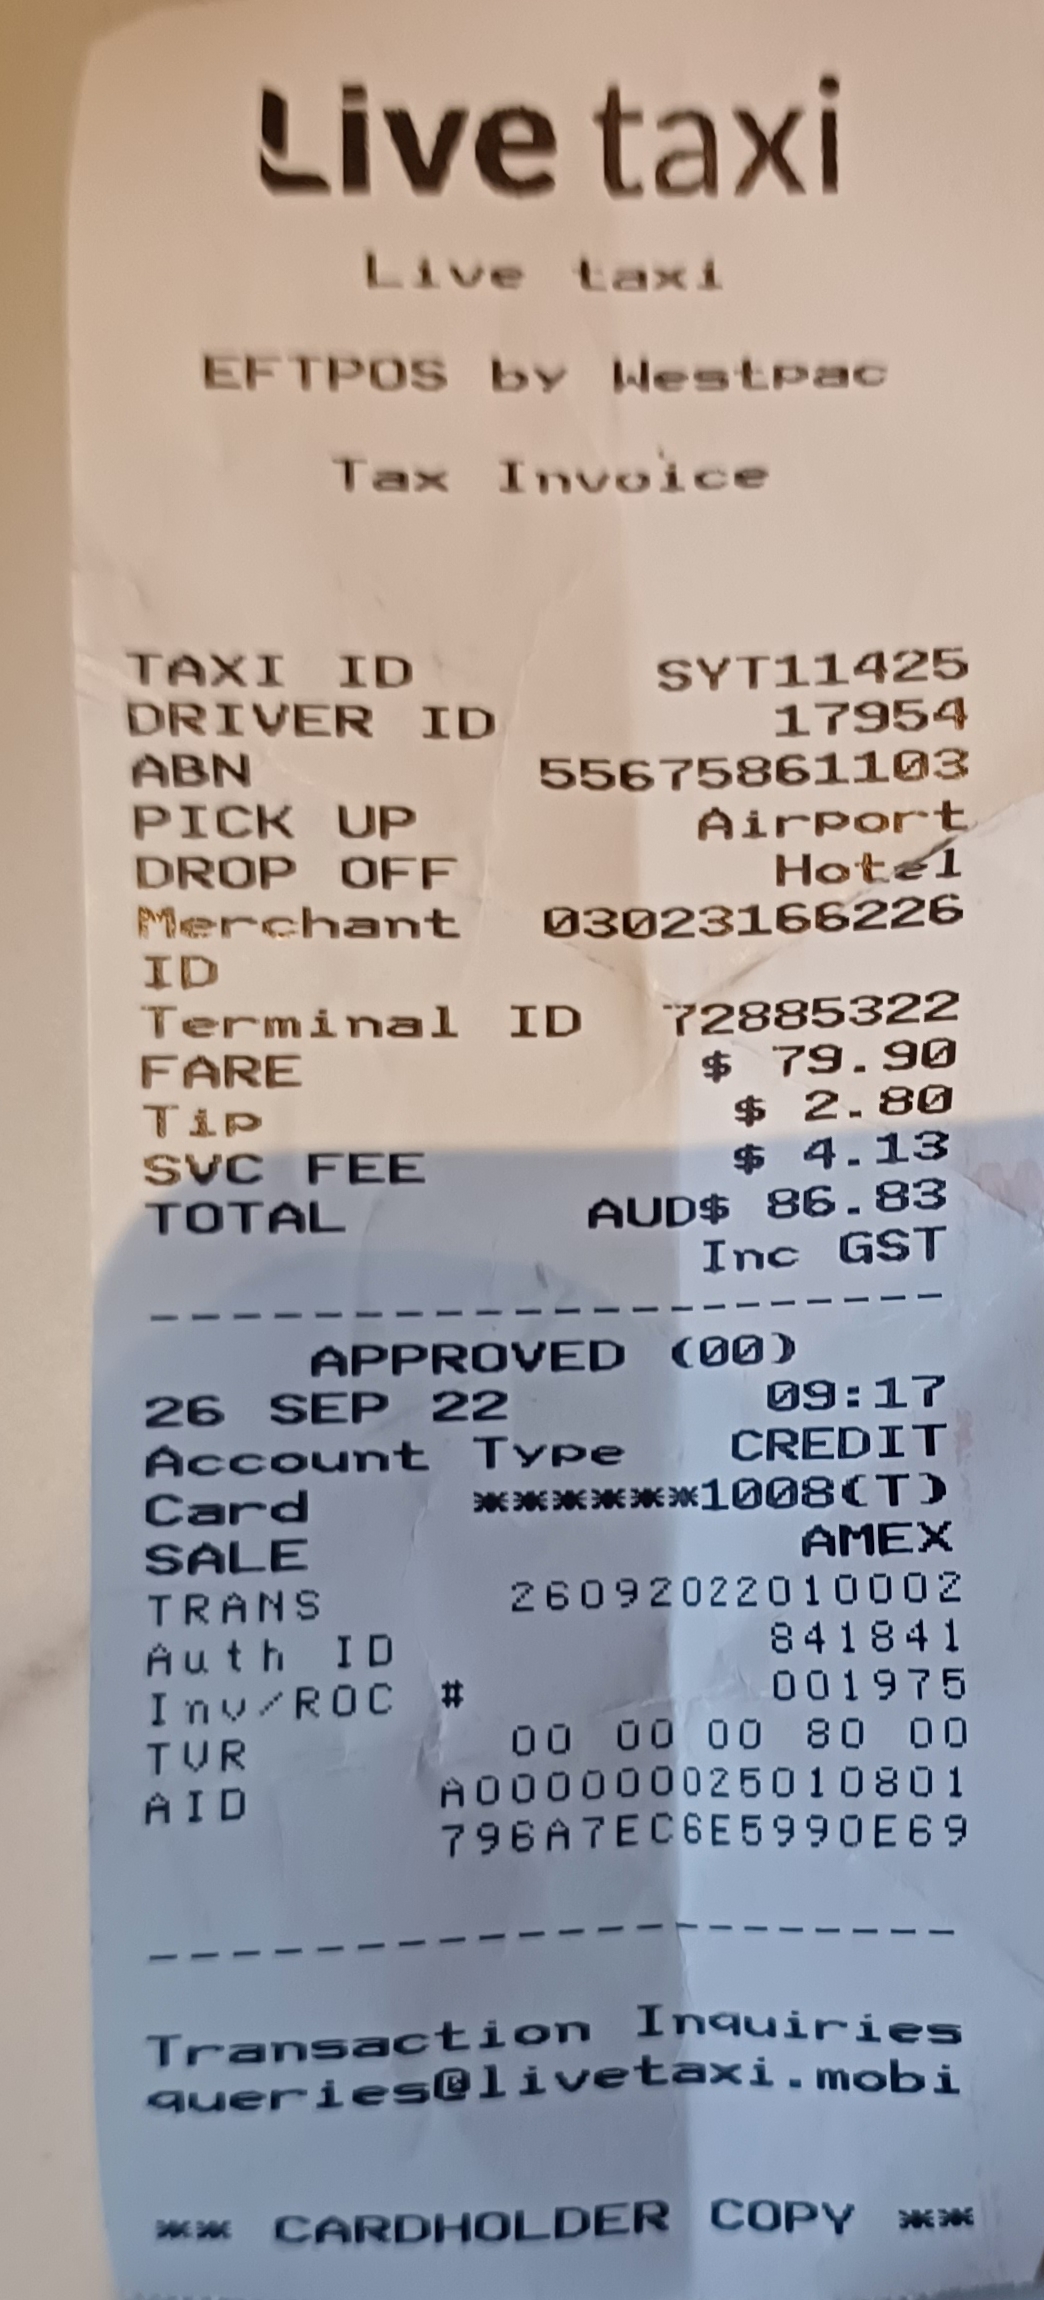 Live taxi
Live taxi
EFTPOS by Westpac
Tax Invoice
TAXI ID SYT11425
DRIVER ID 17954
ABN 55675861103
PICK UP Airport
DROP OFF Hotel
Merchant 03023166226
ID
Terminal ID 72885322
FARE $ 79.90
Tip $ 2.80
SVC FEE $ 4.13
TOTAL AUD$ 86.83
Inc GST
----------------------
APPROVED (00)
26 SEP 22 09:17
Account Type CREDIT
Card ******1008(T)
SALE AMEX
TRANS 26092022010002
Auth ID 841841
Inv/ROC # 001975
TVR 00 00 00 80 00
AID A000000025010801
796A7EC6E5990E69
----------------------
Transaction Inquiries
queries@livetaxi.mobi
** CARDHOLDER COPY **